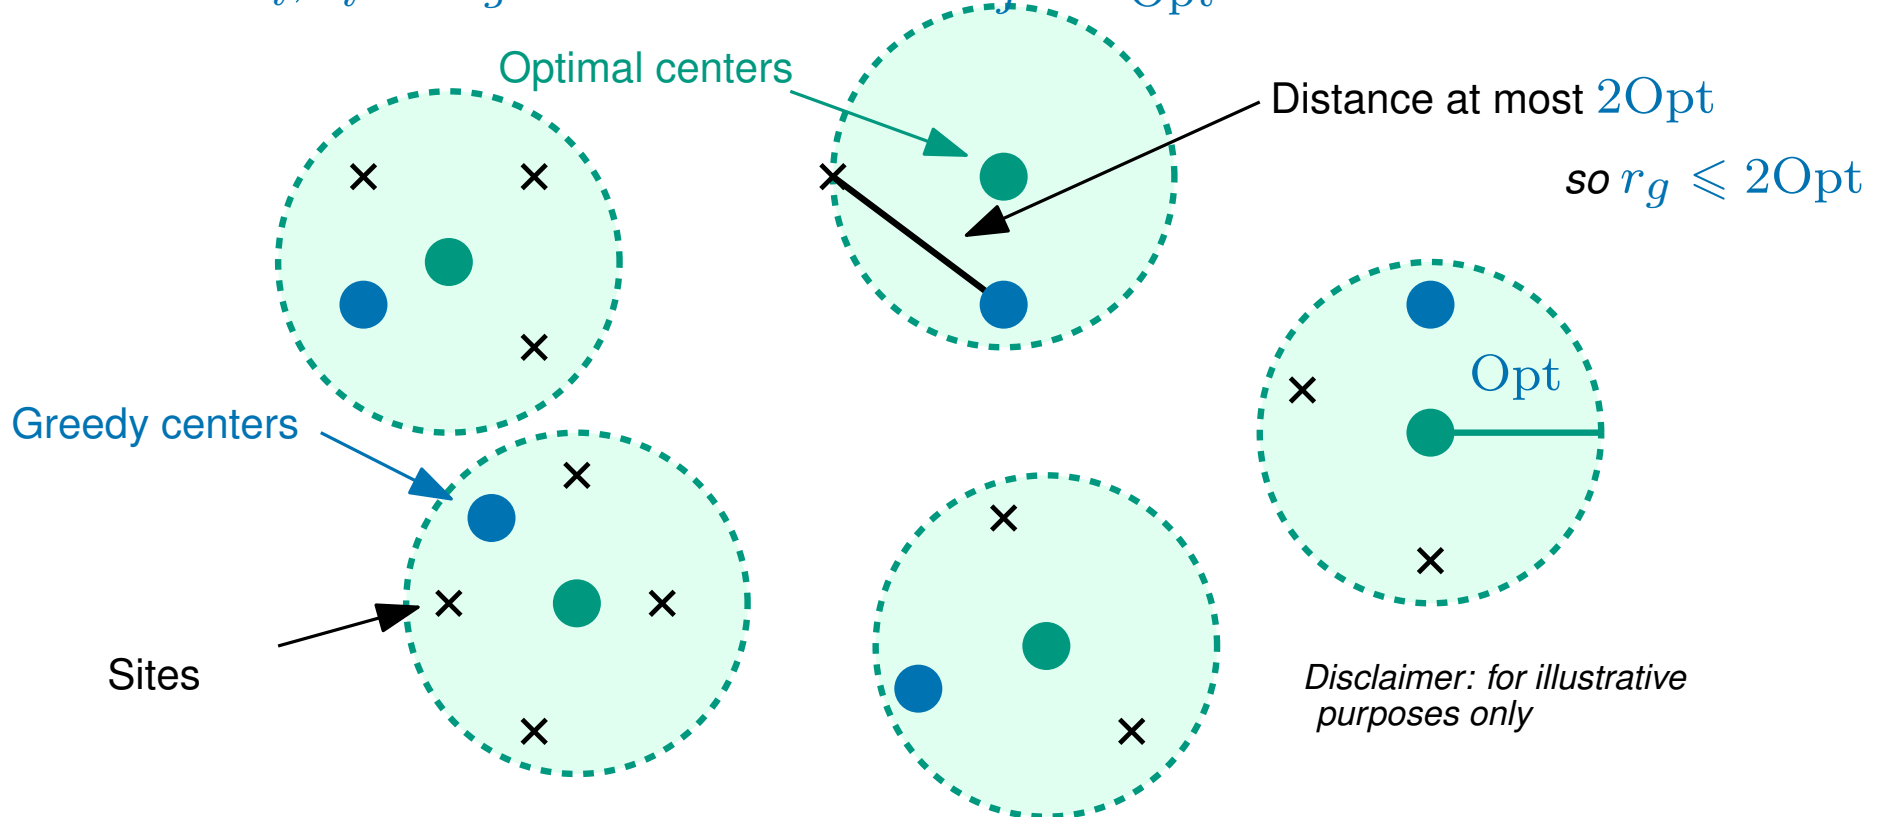 Optimal centers
Distance at most 2Opt
so r_g ⩽ 2Opt
Opt
Greedy centers
Sites
Disclaimer: for illustrative
purposes only